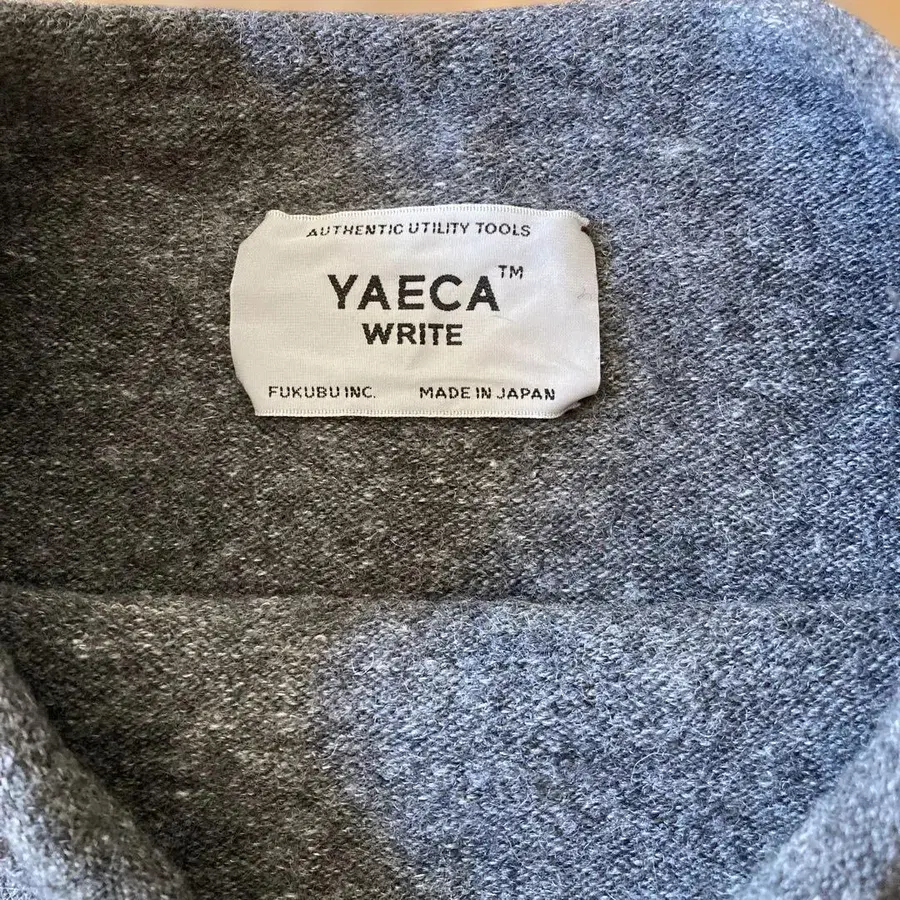 AUTHENTIC UTILITY TOOLS
YAECA™
WRITE
FUKUBU INC. MADE IN JAPAN